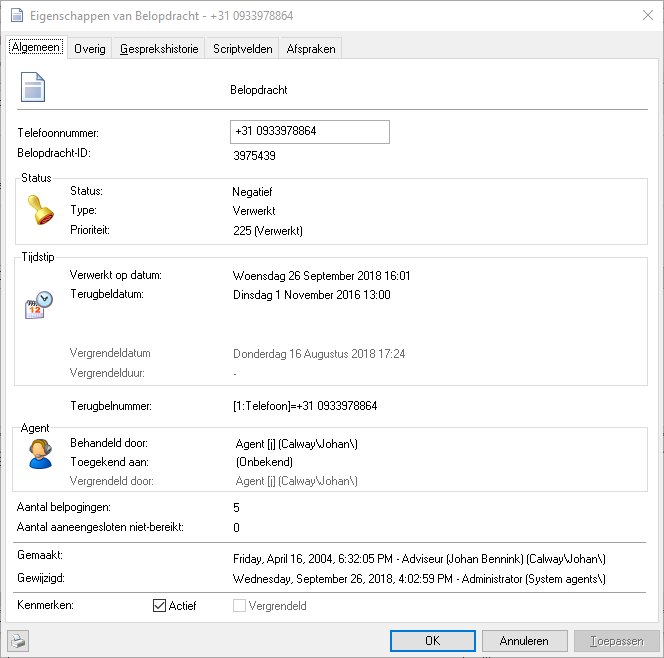 Eigenschappen van Belopdracht - +31 0933978864
Algemeen Overig Gesprekshistorie Scriptvelden Afspraken
Belopdracht
Telefoonnummer: +31 0933978864
Belopdracht-ID: 3975439
Status
Status: Negatief
Type: Verwerkt
Prioriteit: 225 (Verwerkt)
Tijdstip
Verwerkt op datum: Woensdag 26 September 2018 16:01
Terugbeldatum: Dinsdag 1 November 2016 13:00
12
Vergrendeldatum Donderdag 16 Augustus 2018 17:24
Vergrendelduur: -
Terugbelnummer: [1:Telefoon]=+31 0933978864
Agent
Behandeld door: Agent [j] (Calway\Johan\)
Toegekend aan: (Onbekend)
Vergrendeld door: Agent [j] (Calway\Johan\)
Aantal belpogingen: 5
Aantal aaneengesloten niet-bereikt: 0
Gemaakt: Friday, April 16, 2004, 6:32:05 PM - Adviseur (Johan Bennink) (Calway\Johan\)
Gewijzigd: Wednesday, September 26, 2018, 4:02:59 PM - Administrator (System agents\)
Kenmerken: Actief Vergrendeld
OK Annuleren Toepassen